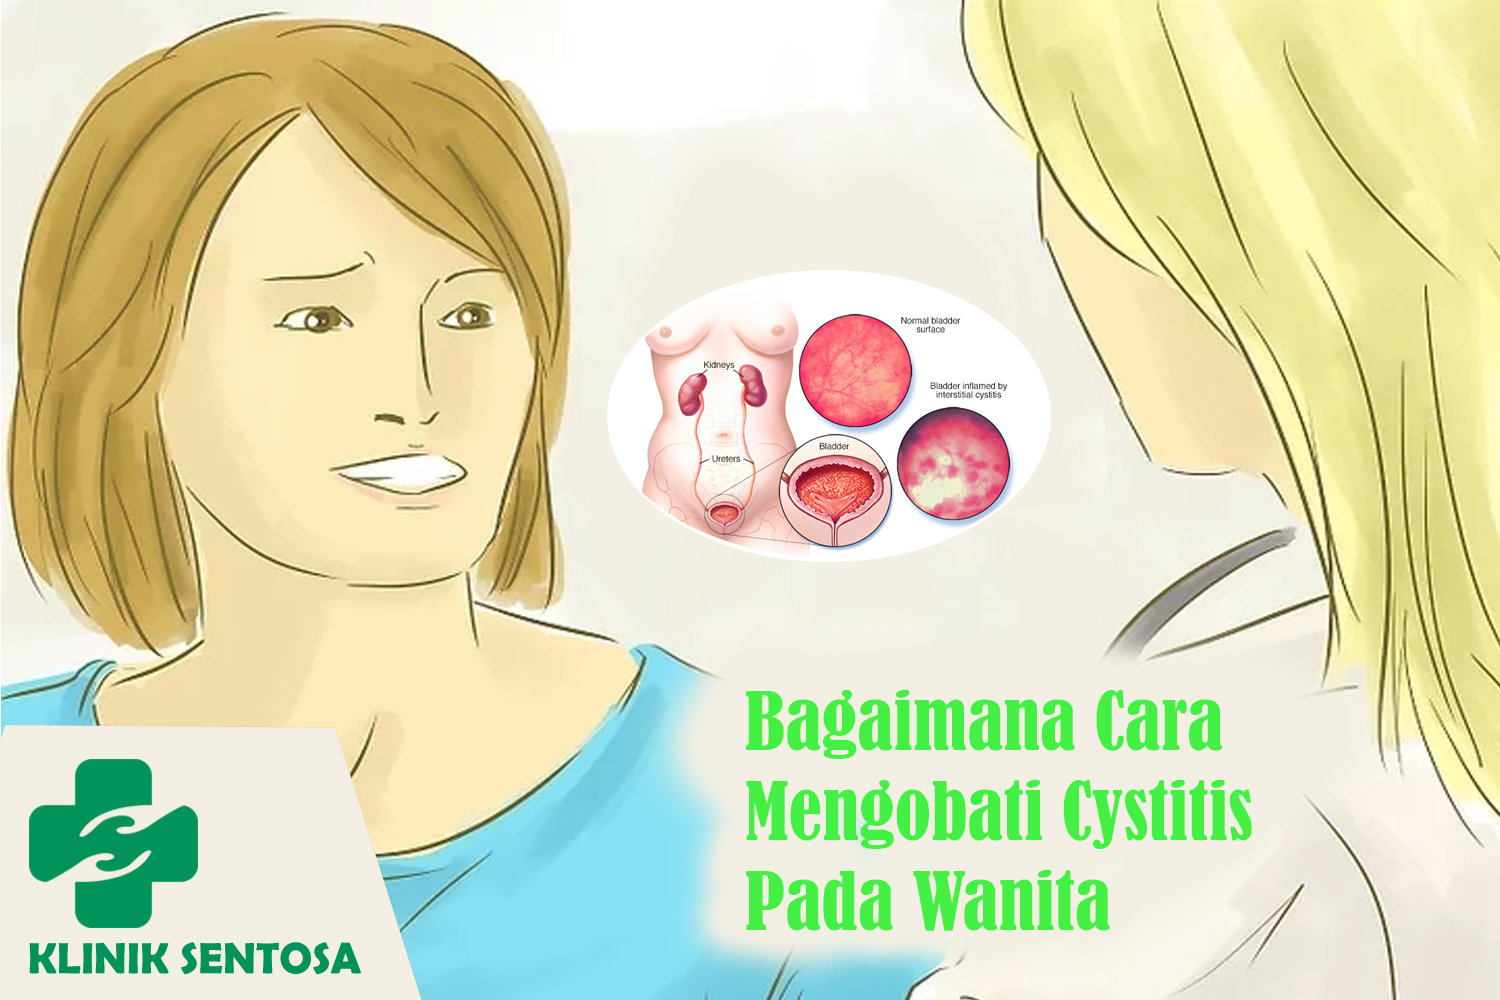 Normal bladder
surface
Kidneys
Bladder inflamed by
interstitial cystitis
Bladder
Ureters
Bagaimana Cara
Mengobati Cystitis
Pada Wanita
KLINIK SENTOSA